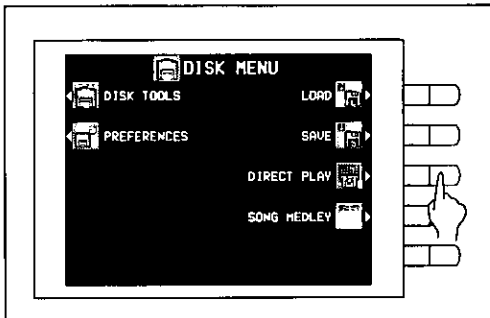 DISK MENU
DISK TOOLS
LOAD
PREFERENCES
SAVE
DIRECT PLAY
SONG MEDLEY